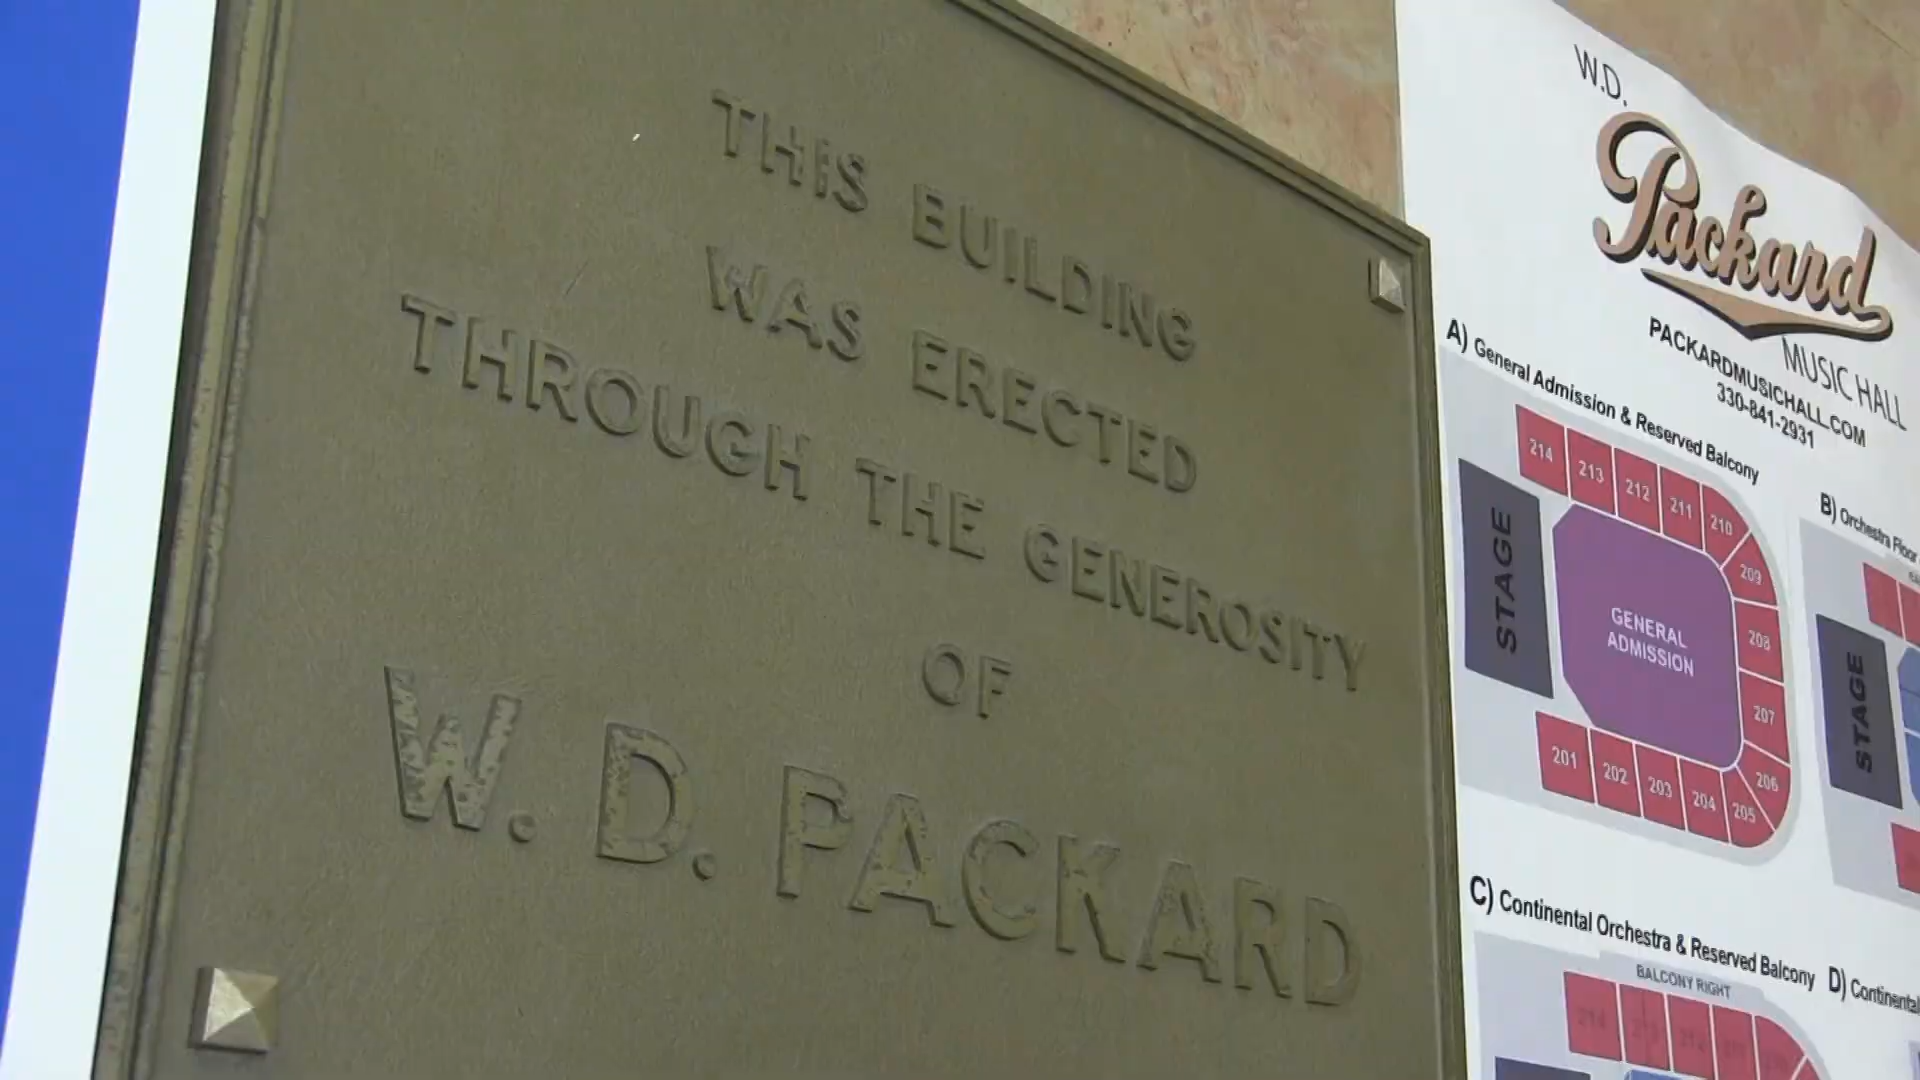 THIS BUILDING
WAS ERECTED
THROUGH THE GENEROSITY
OF
W. D. PACKARD
W.D.
Packard
MUSIC HALL
PACKARDMUSICHALL.COM
330-841-2931
A) General Admission & Reserved Balcony
214
213
212
211
210
209
208
207
206
205
204
203
202
201
STAGE
GENERAL
ADMISSION
B) Orchestra Floor
STAGE
C) Continental Orchestra & Reserved Balcony
BALCONY RIGHT
214
212
D) Continental